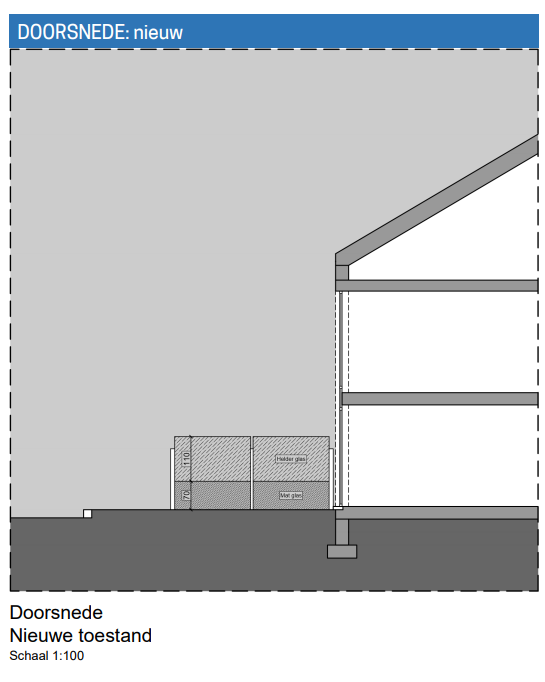 DOORSNEDE: nieuw
110
Helder glas
70
Mat glas
Doorsnede
Nieuwe toestand
Schaal 1:100